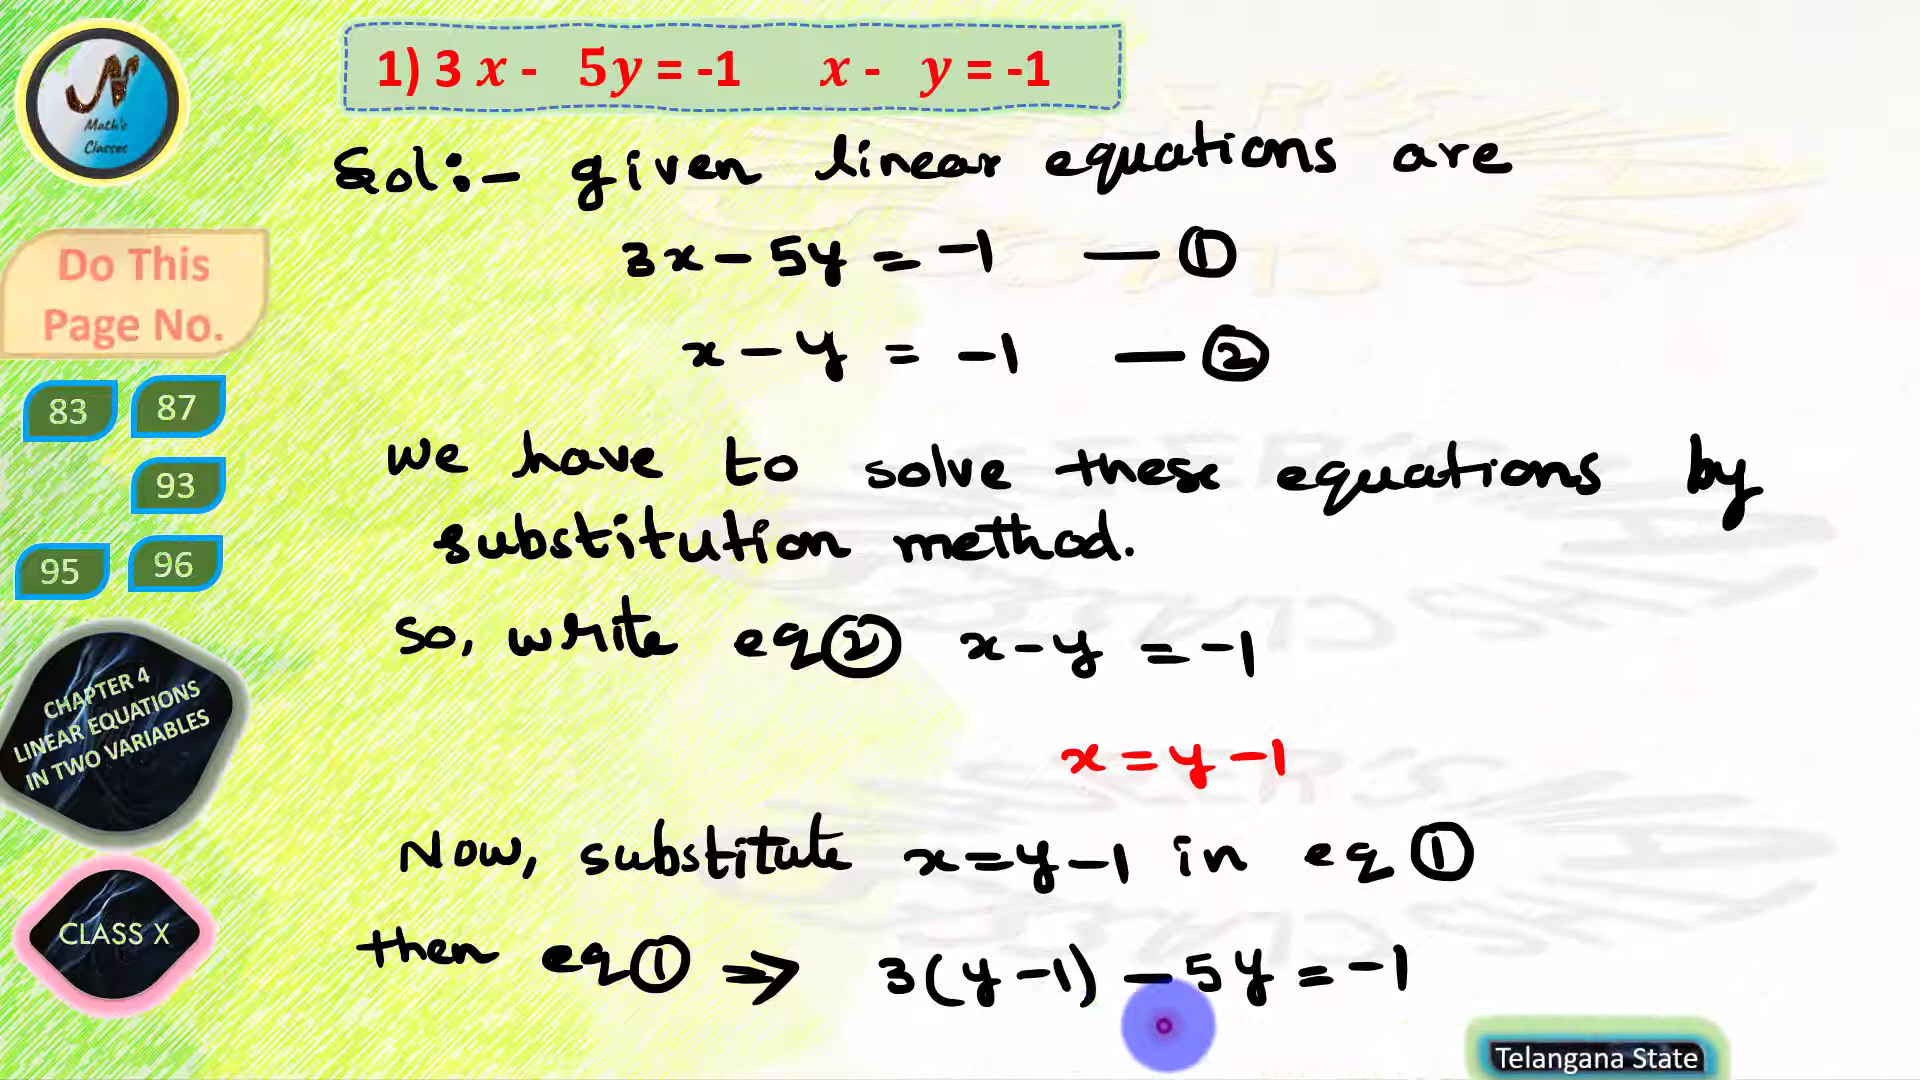 1) 3 x - 5y = -1 x - y = -1
N
Math's
Classes
Sol:- given linear equations are
3x - 5y = -1 — ①
x - y = -1 — ②
Do This
Page No.
83 87
93
95 96
we have to solve these equations by
substitution method.
so, write eq② x - y = -1
x = y - 1
Now, substitute x = y - 1 in eq ①
then eq① ⇒ 3(y - 1) - 5y = -1
CHAPTER 4
LINEAR EQUATIONS
IN TWO VARIABLES
CLASS X
Telangana State